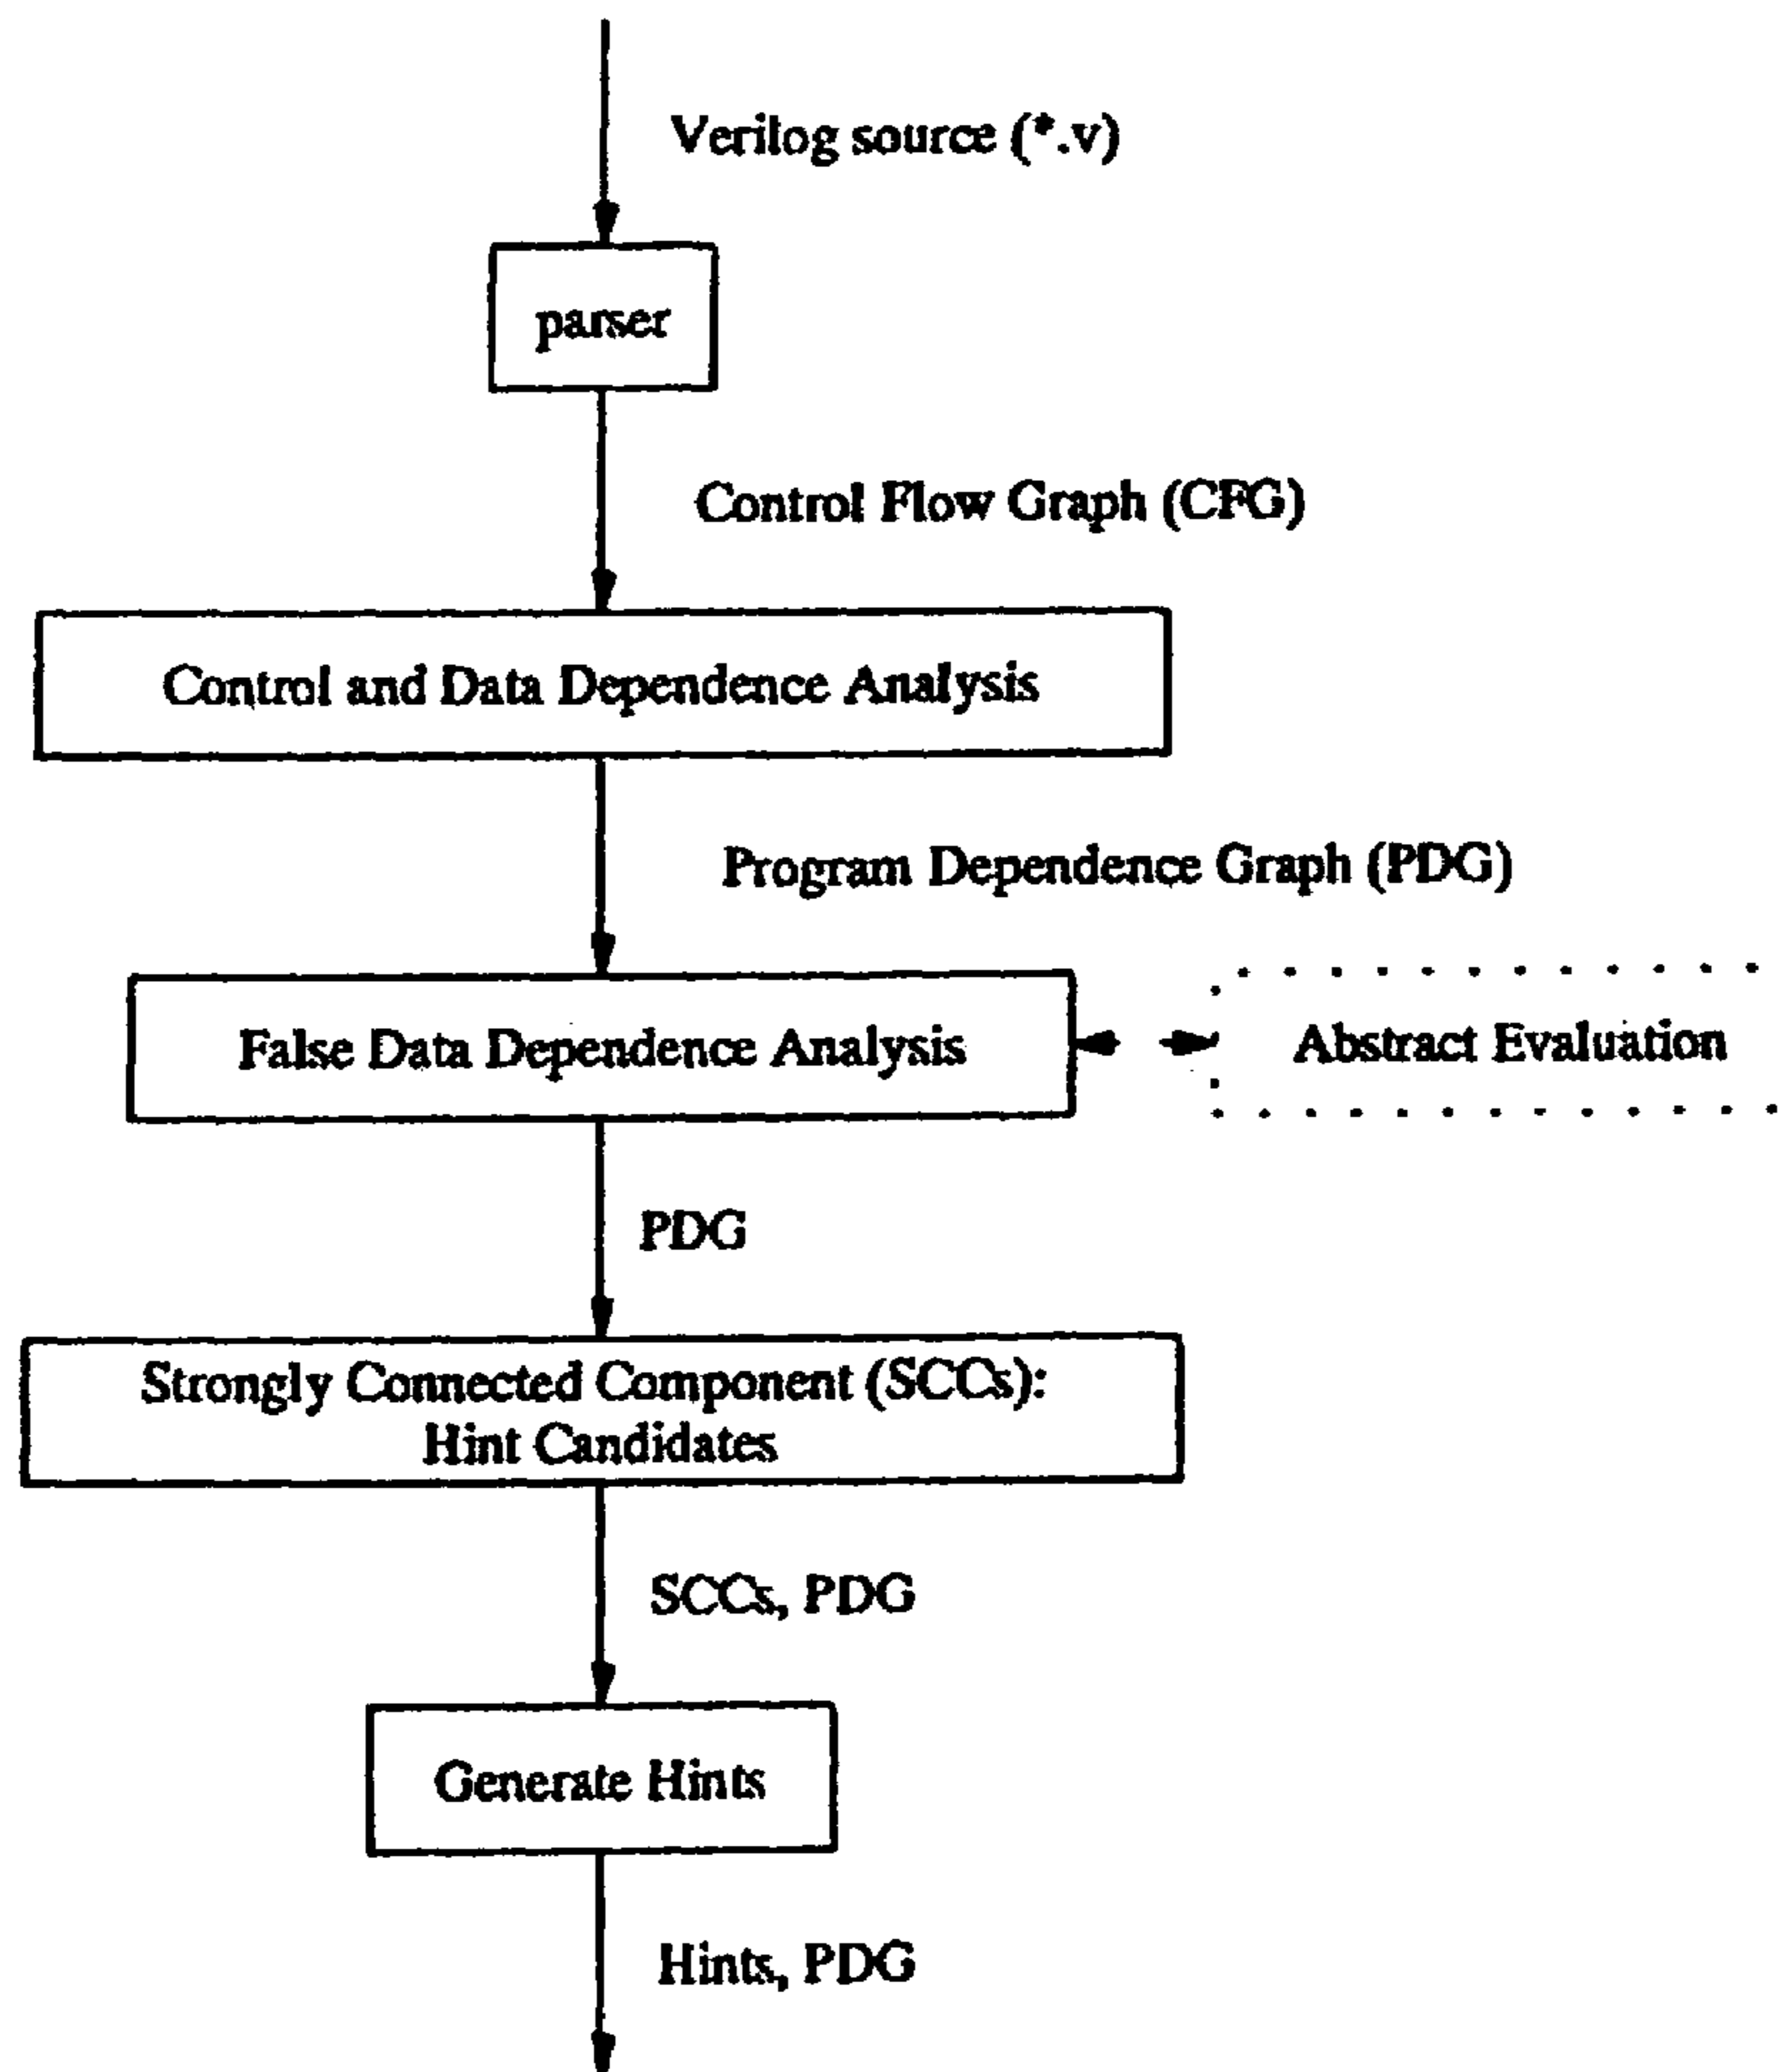 Verilog source (*.v)
parser
Control Flow Graph (CFG)
Control and Data Dependence Analysis
Program Dependence Graph (PDG)
False Data Dependence Analysis
Abstract Evaluation
PDG
Strongly Connected Component (SCCs):
Hint Candidates
SCCs, PDG
Generate Hints
Hints, PDG